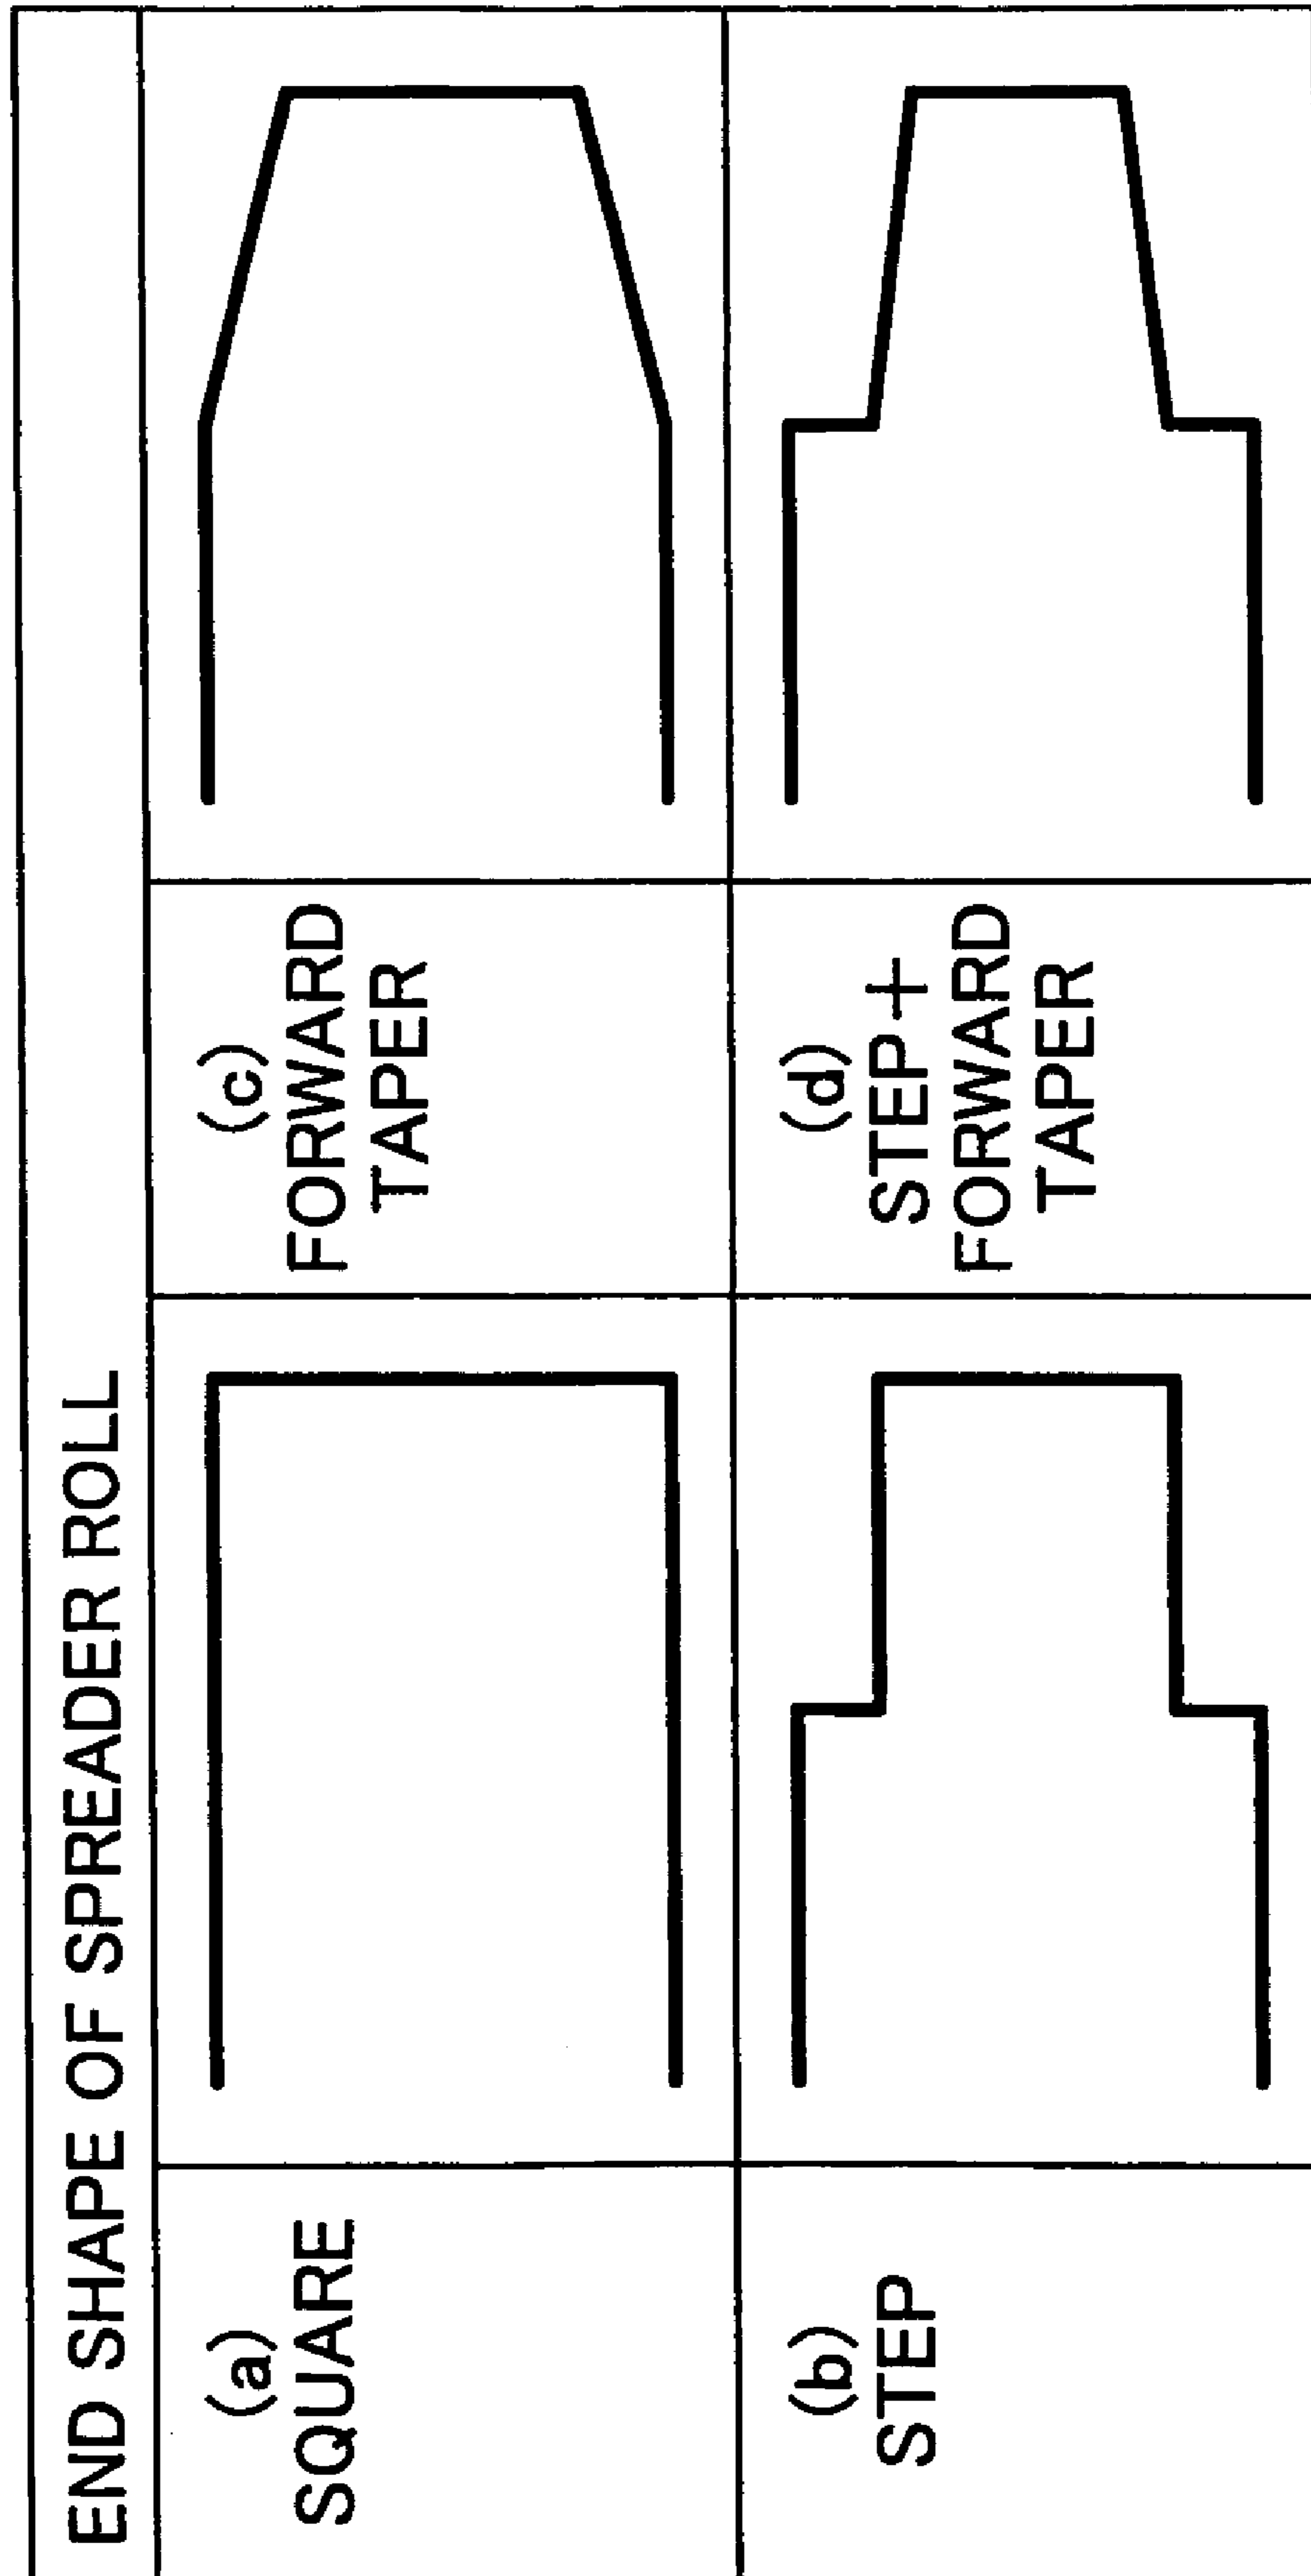 END SHAPE OF SPREADER ROLL
(a)
SQUARE
(c)
FORWARD
TAPER
(b)
STEP
(d)
STEP+
FORWARD
TAPER